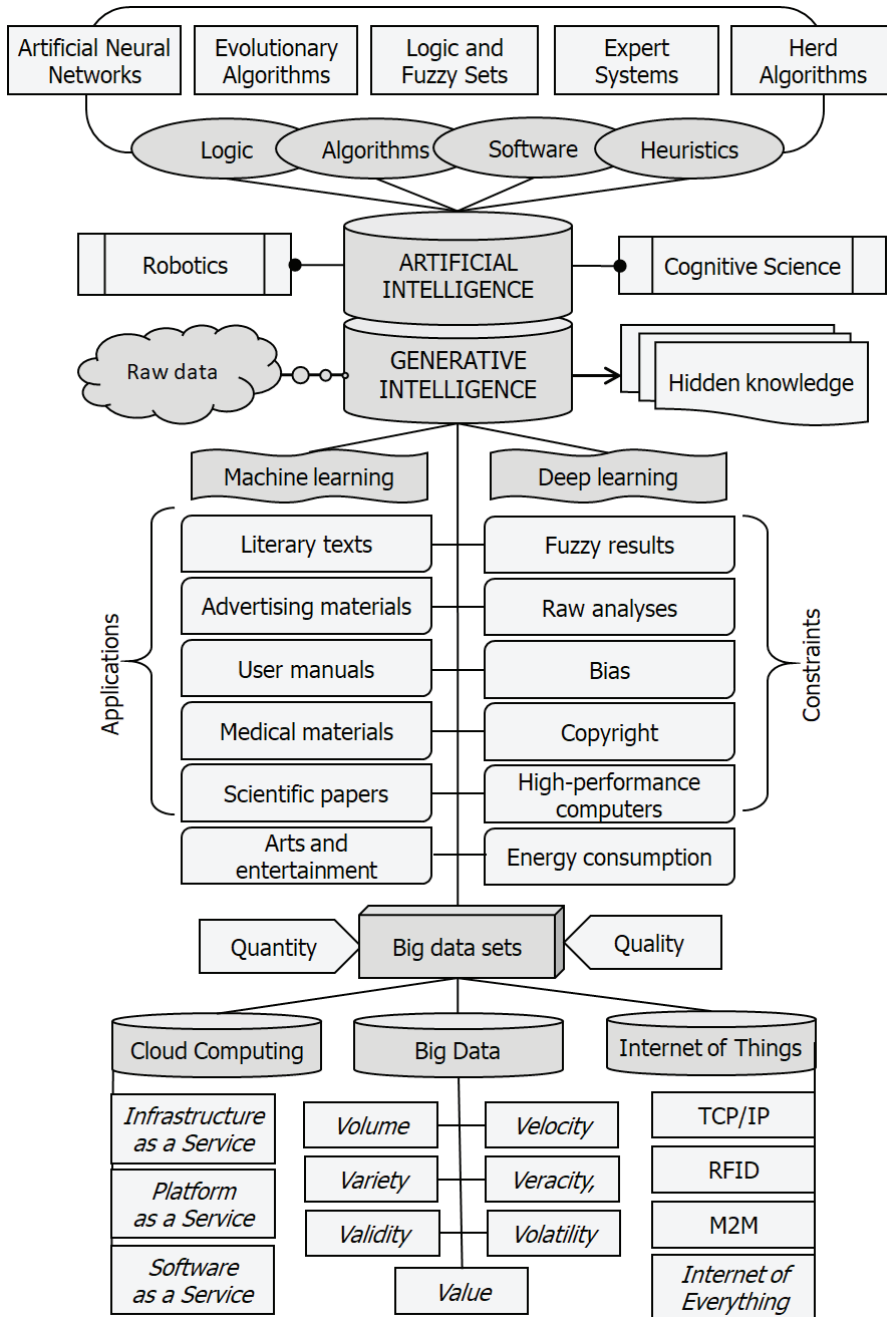 Artificial Neural
Networks
Evolutionary
Algorithms
Logic and
Fuzzy Sets
Expert
Systems
Herd
Algorithms
Logic
Algorithms
Software
Heuristics
Robotics
ARTIFICIAL
INTELLIGENCE
Cognitive Science
Raw data
GENERATIVE
INTELLIGENCE
Hidden knowledge
Machine learning
Deep learning
Applications
Literary texts
Fuzzy results
Advertising materials
Raw analyses
User manuals
Bias
Medical materials
Copyright
Scientific papers
High-performance
computers
Arts and
entertainment
Energy consumption
Constraints
Quantity
Big data sets
Quality
Cloud Computing
Big Data
Internet of Things
Infrastructure
as a Service
Platform
as a Service
Software
as a Service
Volume
Velocity
Variety
Veracity,
Validity
Volatility
Value
TCP/IP
RFID
M2M
Internet of
Everything